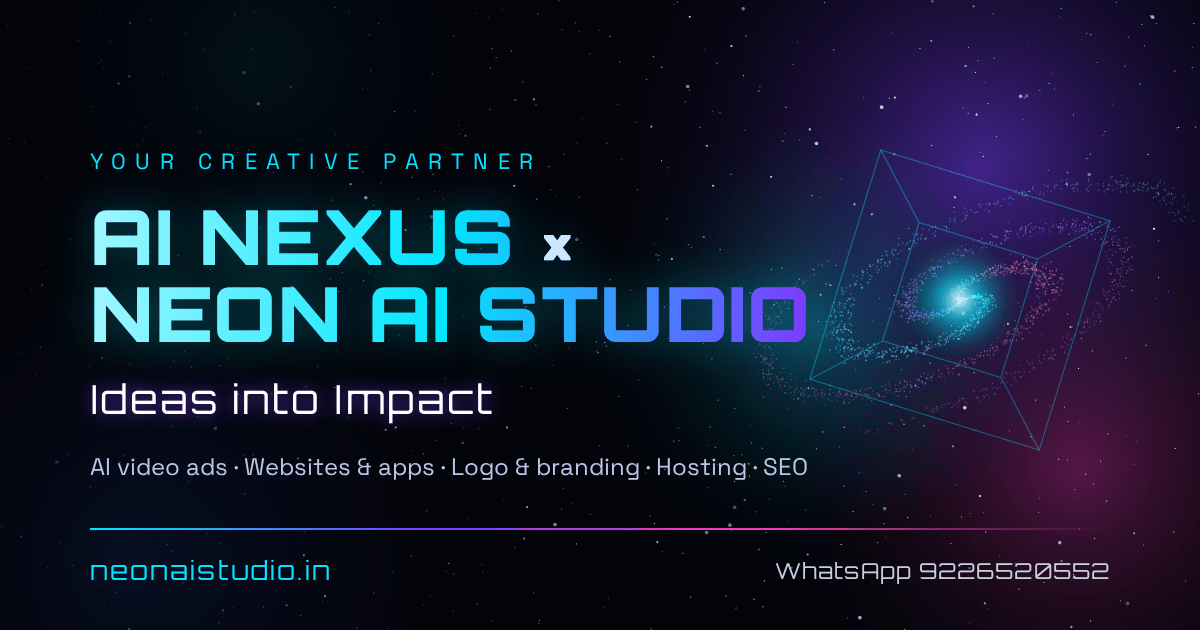 YOUR CREATIVE PARTNER
AI NEXUS x
NEON AI STUDIO
Ideas into Impact
AI video ads · Websites & apps · Logo & branding · Hosting · SEO
neonaistudio.in
WhatsApp 9226520552